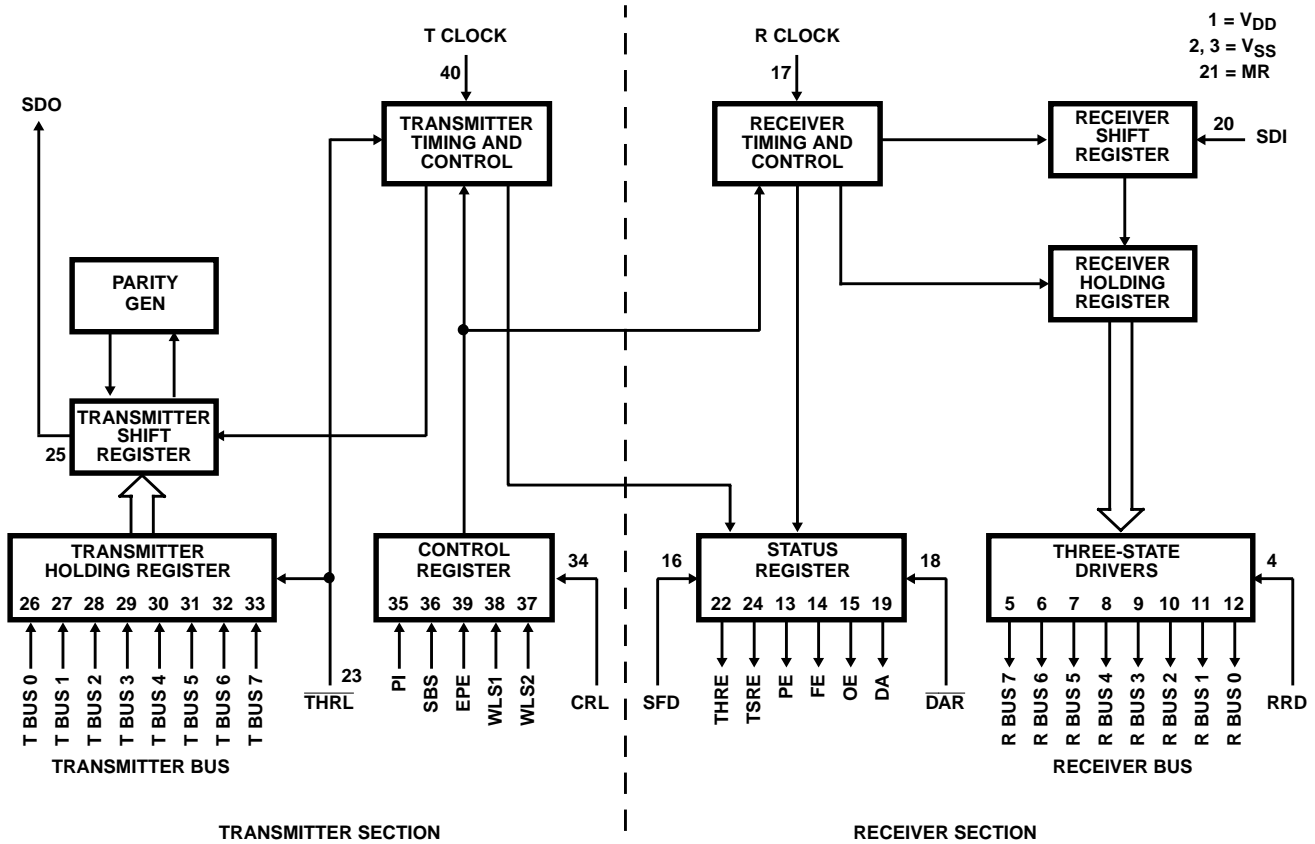 T CLOCK
40
R CLOCK
17
1 = VDD
2, 3 = VSS
21 = MR
SDO
TRANSMITTER
TIMING AND
CONTROL
RECEIVER
TIMING AND
CONTROL
RECEIVER
SHIFT
REGISTER
20
SDI
PARITY
GEN
RECEIVER
HOLDING
REGISTER
TRANSMITTER
SHIFT
REGISTER
25
TRANSMITTER
HOLDING REGISTER
26 27 28 29 30 31 32 33
CONTROL
REGISTER
35 36 39 38 37
34
16
STATUS
REGISTER
22 24 13 14 15 19
18
THREE-STATE
DRIVERS
5 6 7 8 9 10 11 12
4
T BUS 0
T BUS 1
T BUS 2
T BUS 3
T BUS 4
T BUS 5
T BUS 6
T BUS 7
23
THRL
PI
SBS
EPE
WLS1
WLS2
CRL
SFD
THRE
TSRE
PE
FE
OE
DA
DAR
R BUS 7
R BUS 6
R BUS 5
R BUS 4
R BUS 3
R BUS 2
R BUS 1
R BUS 0
RRD
TRANSMITTER BUS
RECEIVER BUS
TRANSMITTER SECTION
RECEIVER SECTION